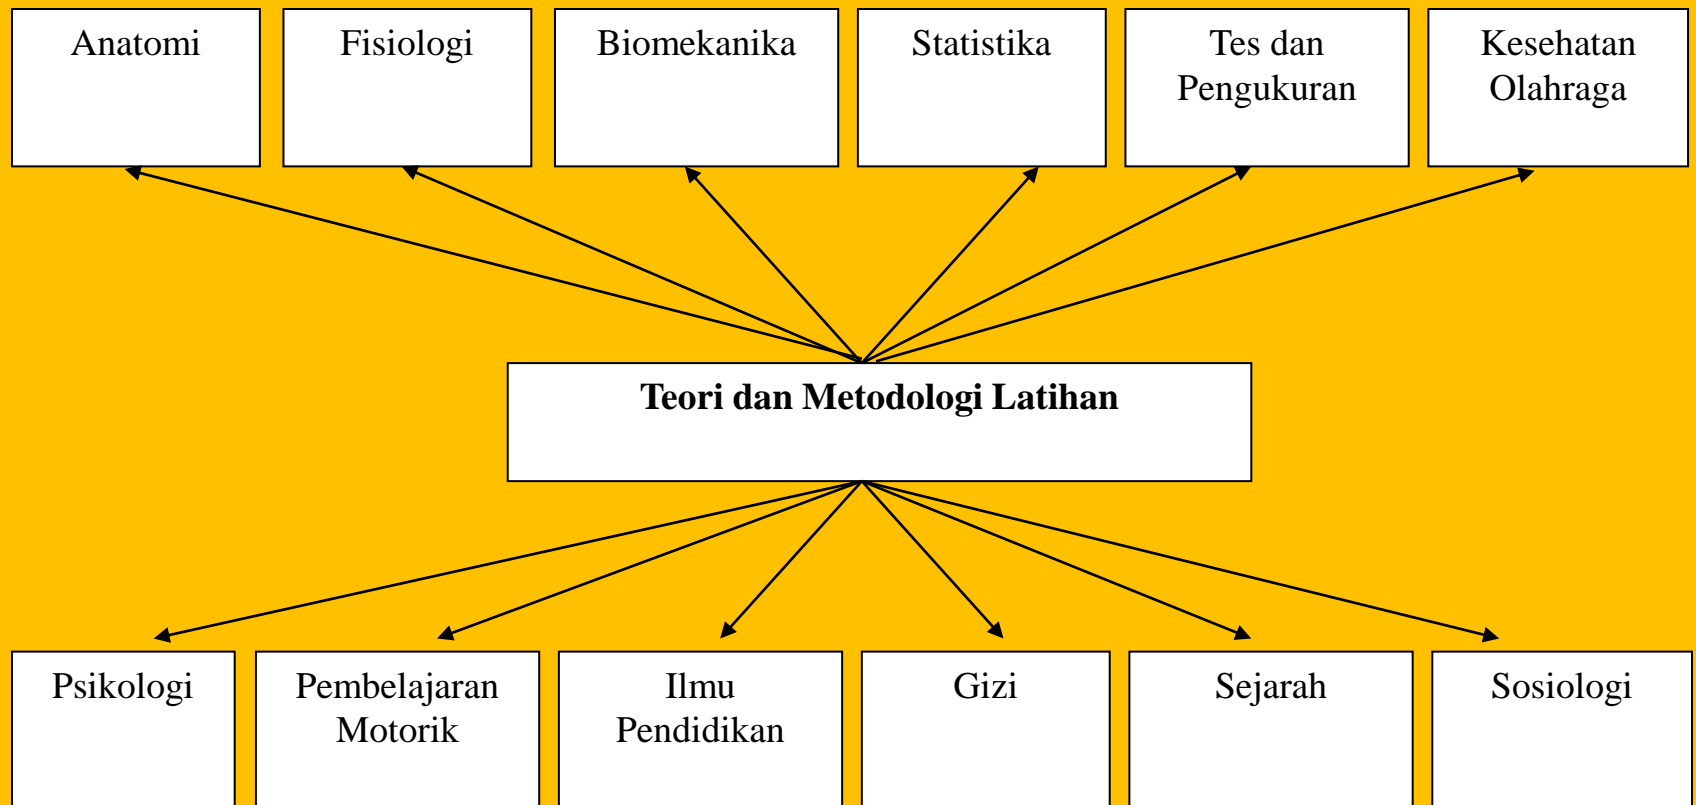 Anatomi
Fisiologi
Biomekanika
Statistika
Tes dan
Pengukuran
Kesehatan
Olahraga
Teori dan Metodologi Latihan
Psikologi
Pembelajaran
Motorik
Ilmu
Pendidikan
Gizi
Sejarah
Sosiologi